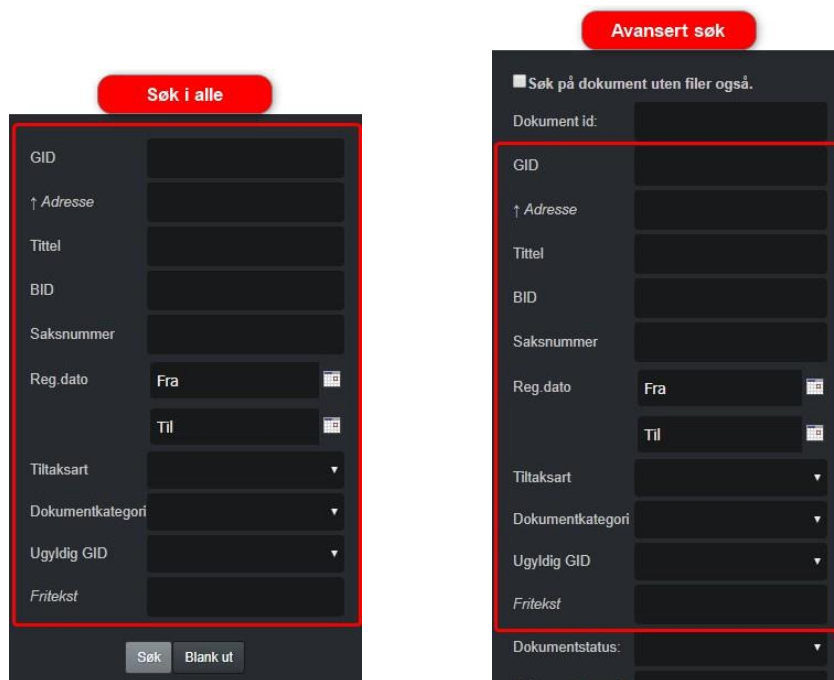 Søk i alle
GID
↑ Adresse
Tittel
BID
Saksnummer
Reg.dato Fra
Til
Tiltaksart
Dokumentkategori
Ugyldig GID
Fritekst
Søk Blank ut
Avansert søk
Søk på dokument uten filer også.
Dokument id:
GID
↑ Adresse
Tittel
BID
Saksnummer
Reg.dato Fra
Til
Tiltaksart
Dokumentkategori
Ugyldig GID
Fritekst
Dokumentstatus: